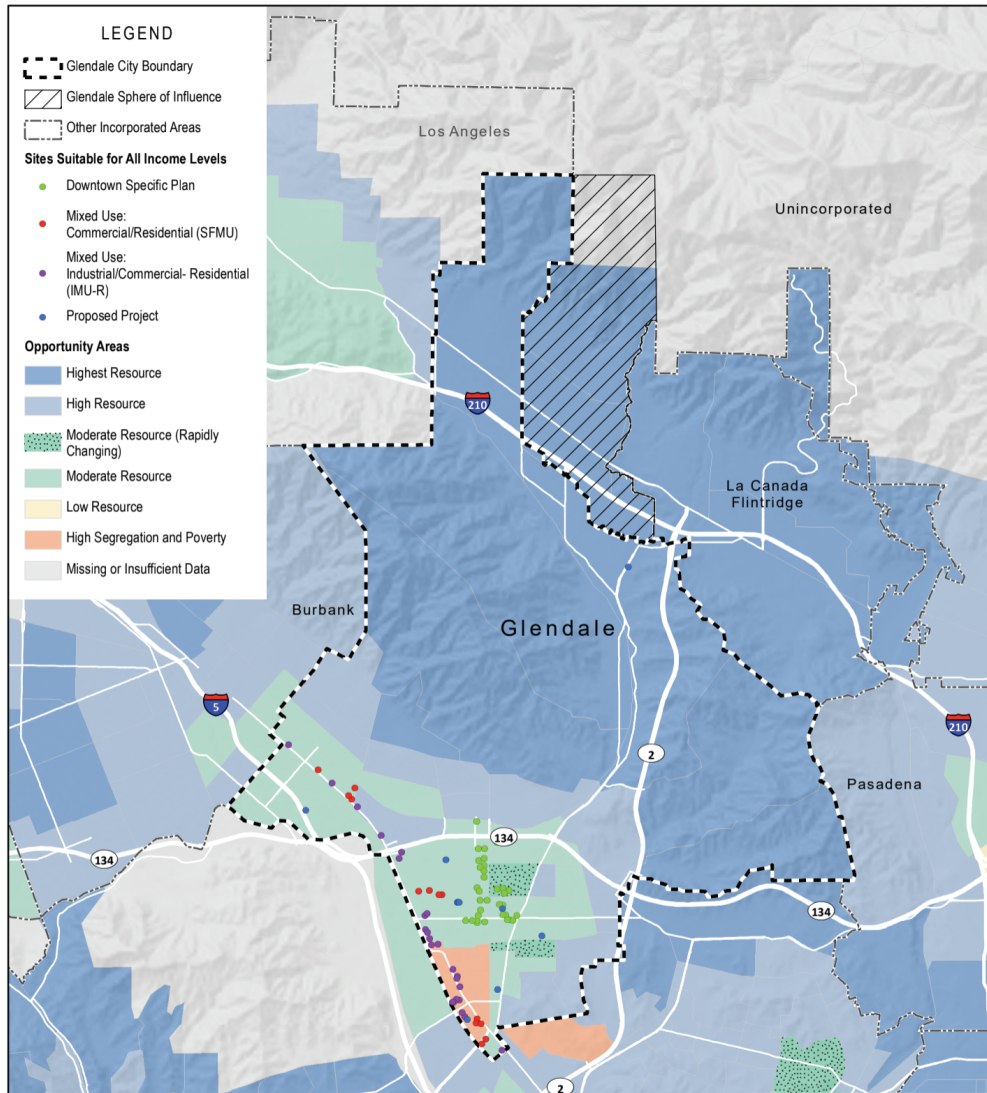 LEGEND
Glendale City Boundary
Glendale Sphere of Influence
Other Incorporated Areas
Sites Suitable for All Income Levels
Downtown Specific Plan
Mixed Use:
Commercial/Residential (SFMU)
Mixed Use:
Industrial/Commercial- Residential
(IMU-R)
Proposed Project
Opportunity Areas
Highest Resource
High Resource
Moderate Resource (Rapidly
Changing)
Moderate Resource
Low Resource
High Segregation and Poverty
Missing or Insufficient Data
Los Angeles
Unincorporated
210
La Canada
Flintridge
Burbank
Glendale
5
210
2
Pasadena
134
134
134
2